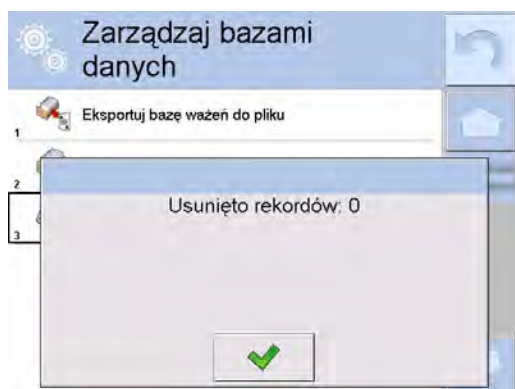 Zarządzaj bazami
danych
Eksportuj bazę ważeń do pliku
1
2
Usunięto rekordów: 0
3